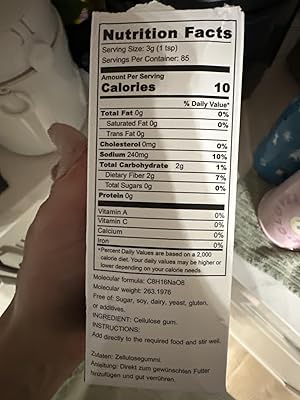 Nutrition Facts
Serving Size: 3g (1 tsp)
Servings Per Container: 85
Amount Per Serving
Calories 10
% Daily Value*
Total Fat 0g 0%
Saturated Fat 0g 0%
Trans Fat 0g
Cholesterol 0mg 0%
Sodium 240mg 10%
Total Carbohydrate 2g 1%
Dietary Fiber 2g 7%
Total Sugars 0g 0%
Protein 0g
Vitamin A 0%
Vitamin C 0%
Calcium 0%
Iron 0%
*Percent Daily Values are based on a 2,000
calorie diet. Your daily values may be higher or
lower depending on your calorie needs.
Molecular formula: C8H16NaO8
Molecular weight: 263.1976
Free of: Sugar, soy, dairy, yeast, gluten,
or additives.
INGREDIENT: Cellulose gum.
INSTRUCTIONS:
Add directly to the required food and stir well.
Zutaten: Zellulosegummi.
Anleitung: Direkt zum gewünschten Futter
hinzufügen und gut verrühren.